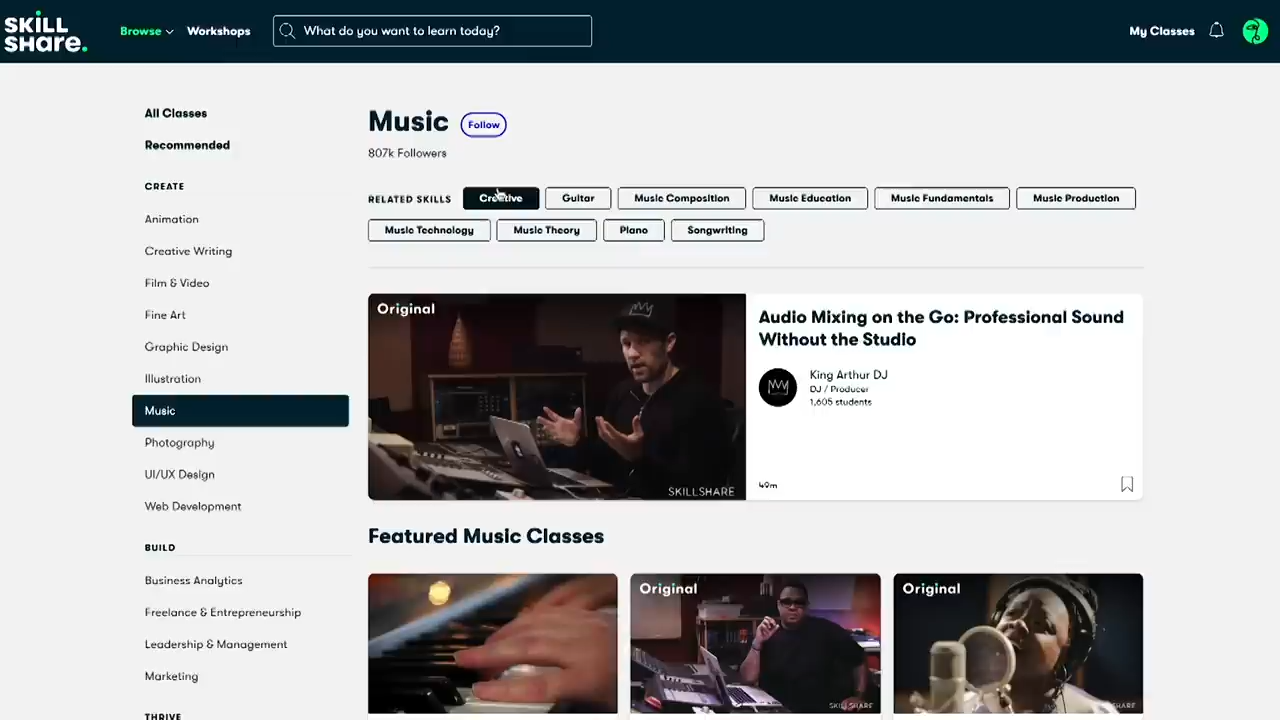 SKILL
SHARE.
Browse
Workshops
What do you want to learn today?
My Classes
All Classes
Recommended
CREATE
Animation
Creative Writing
Film & Video
Fine Art
Graphic Design
Illustration
Music
Photography
UI/UX Design
Web Development
BUILD
Business Analytics
Freelance & Entrepreneurship
Leadership & Management
Marketing
THRIVE
Music
Follow
807k Followers
RELATED SKILLS
Creative
Guitar
Music Composition
Music Education
Music Fundamentals
Music Production
Music Technology
Music Theory
Piano
Songwriting
Original
SKILLSHARE
Audio Mixing on the Go: Professional Sound
Without the Studio
King Arthur DJ
DJ / Producer
1,605 students
49m
Featured Music Classes
Original
SKILLSHARE
Original
SKILLSHARE